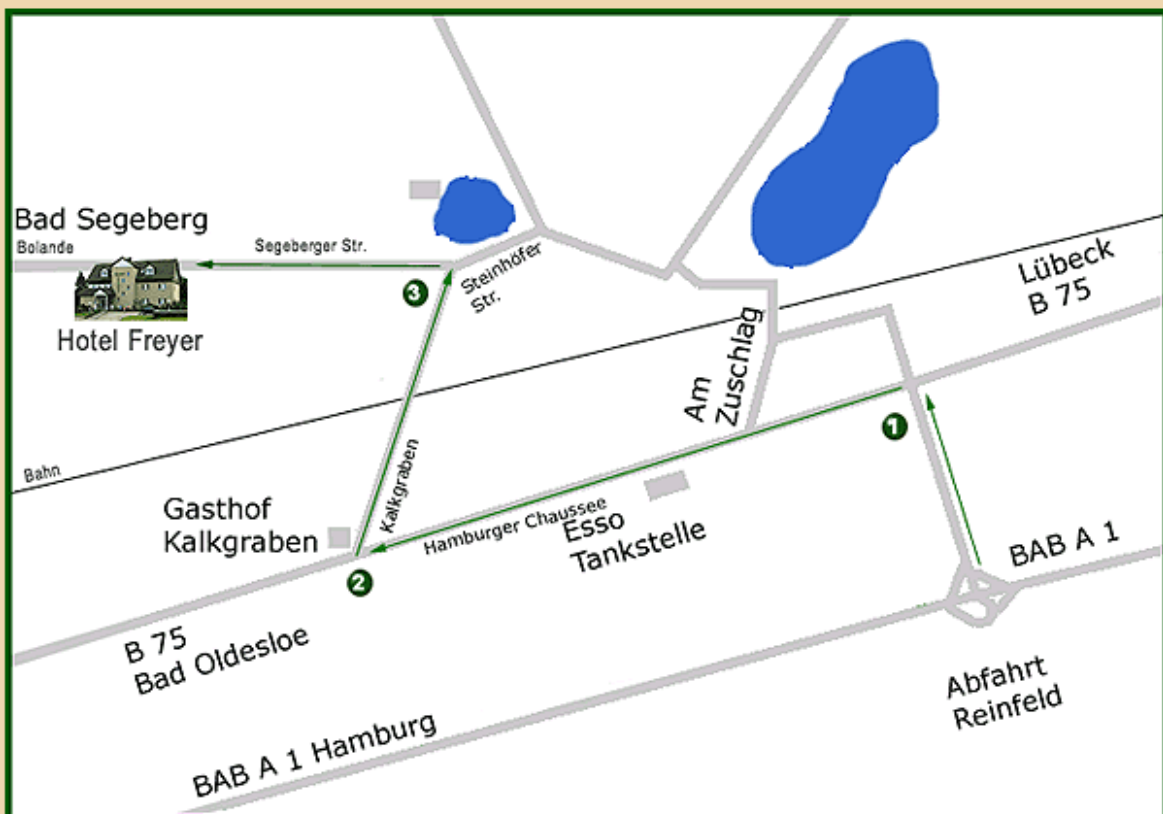 Bad Segeberg
Bolande
Segeberger Str.
Steinhöfer
Str.
3
Hotel Freyer
Lübeck
B 75
Am
Zuschlag
1
Bahn
Kalkgraben
Gasthof
Kalkgraben
Hamburger Chaussee
Esso
Tankstelle
2
BAB A 1
B 75
Bad Oldesloe
Abfahrt
Reinfeld
BAB A 1 Hamburg